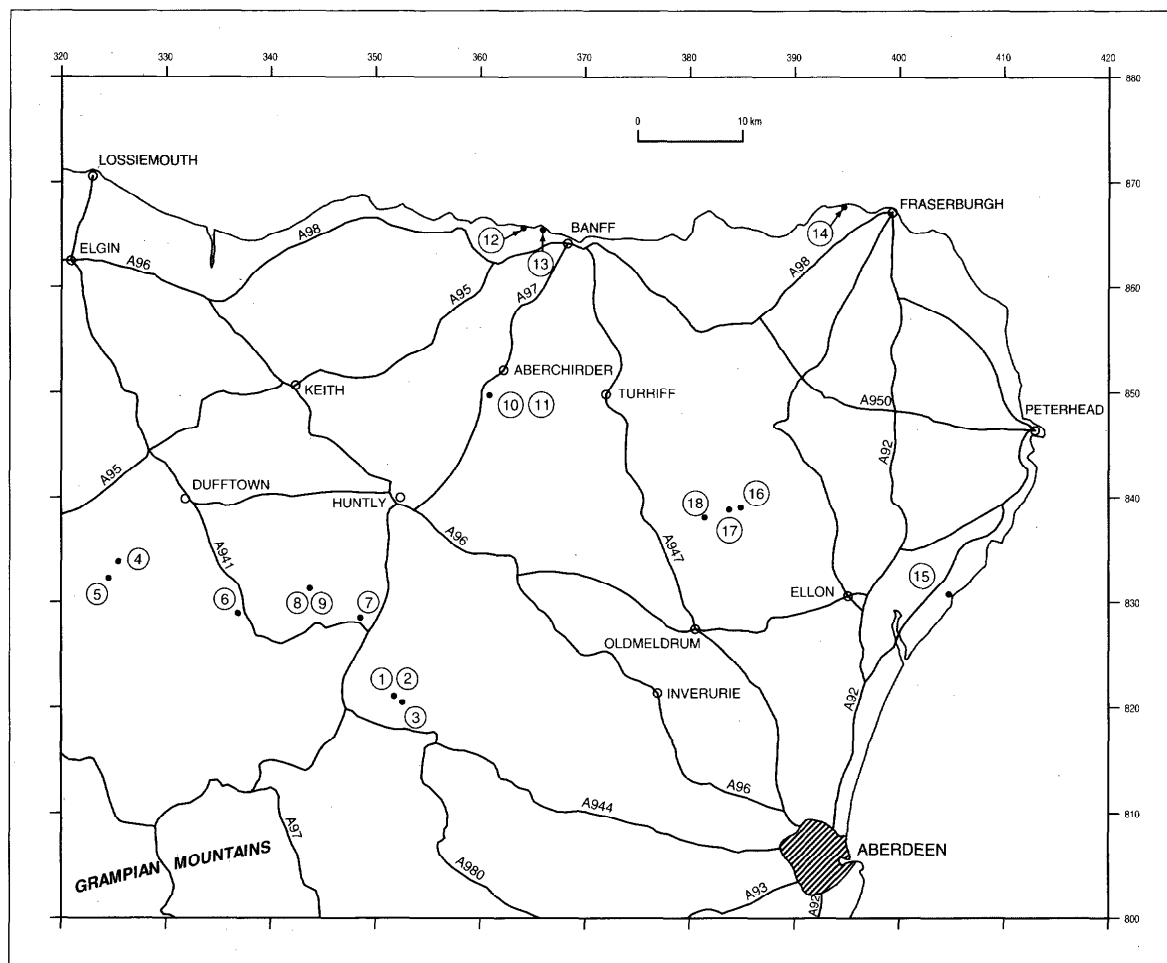 320 330 340 350 360 370 380 390 400 410 420
880
0 10 km
LOSSIEMOUTH
870
FRASERBURGH
BANFF
A98
12
14
ELGIN
13
A96
A98
860
A95
A97
ABERCHIRDER
KEITH
TURRIFF
850
10 11
A950
PETERHEAD
A92
A95
DUFFTOWN
HUNTLY
18
16
840
17
A96
A947
4
A941
15
5
6
8 9
7
ELLON
830
OLDMELDRUM
1 2
INVERURIE
3
820
A92
A96
A944
810
A97
GRAMPIAN MOUNTAINS
ABERDEEN
A980
A93
A92
800